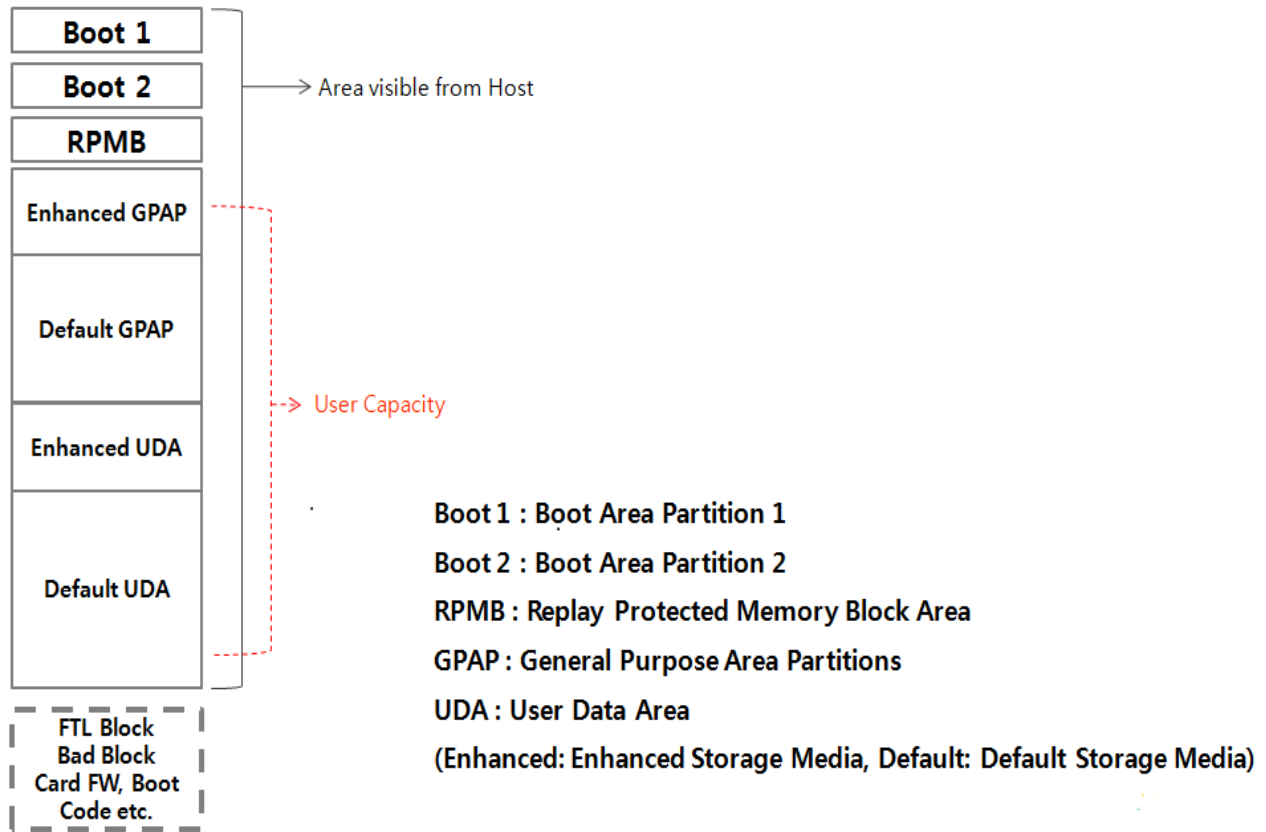 Boot 1
Boot 2
RPMB
Enhanced GPAP
Default GPAP
Enhanced UDA
Default UDA
FTL Block
Bad Block
Card FW, Boot
Code etc.
Area visible from Host
User Capacity
Boot 1 : Boot Area Partition 1
Boot 2 : Boot Area Partition 2
RPMB : Replay Protected Memory Block Area
GPAP : General Purpose Area Partitions
UDA : User Data Area
(Enhanced: Enhanced Storage Media, Default: Default Storage Media)